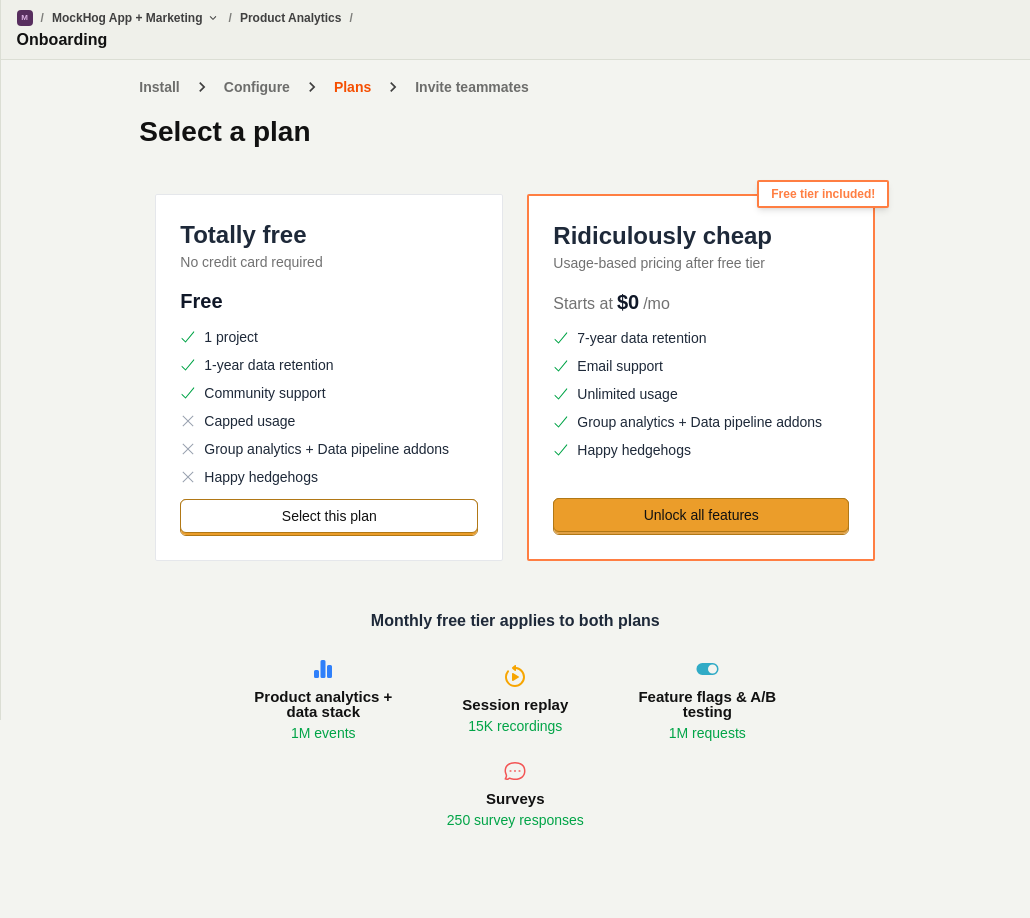 M / MockHog App + Marketing / Product Analytics /
Onboarding
Install Configure Plans Invite teammates
Select a plan
Totally free
No credit card required
Free
1 project
1-year data retention
Community support
Capped usage
Group analytics + Data pipeline addons
Happy hedgehogs
Select this plan
Free tier included!
Ridiculously cheap
Usage-based pricing after free tier
Starts at $0 /mo
7-year data retention
Email support
Unlimited usage
Group analytics + Data pipeline addons
Happy hedgehogs
Unlock all features
Monthly free tier applies to both plans
Product analytics +
data stack
1M events
Session replay
15K recordings
Feature flags & A/B
testing
1M requests
Surveys
250 survey responses